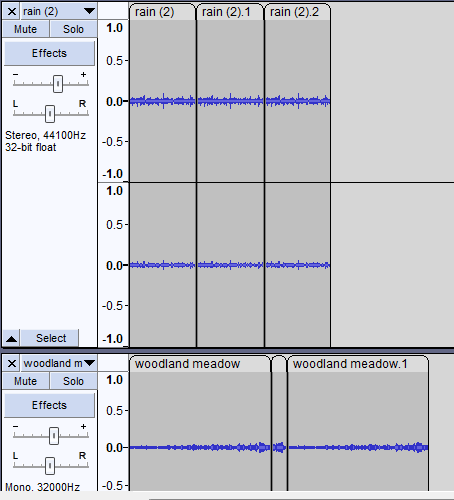 × rain (2) ▼
rain (2) rain (2).1 rain (2).2
Mute Solo
Effects
- +
L R
Stereo, 44100Hz
32-bit float
Select
1.0
0.5
0.0
-0.5
-1.0
1.0
0.5
0.0
-0.5
-1.0
× woodland m ▼
woodland meadow woodland meadow.1
Mute Solo
Effects
- +
L R
Mono, 32000Hz
1.0
0.5
0.0
-0.5